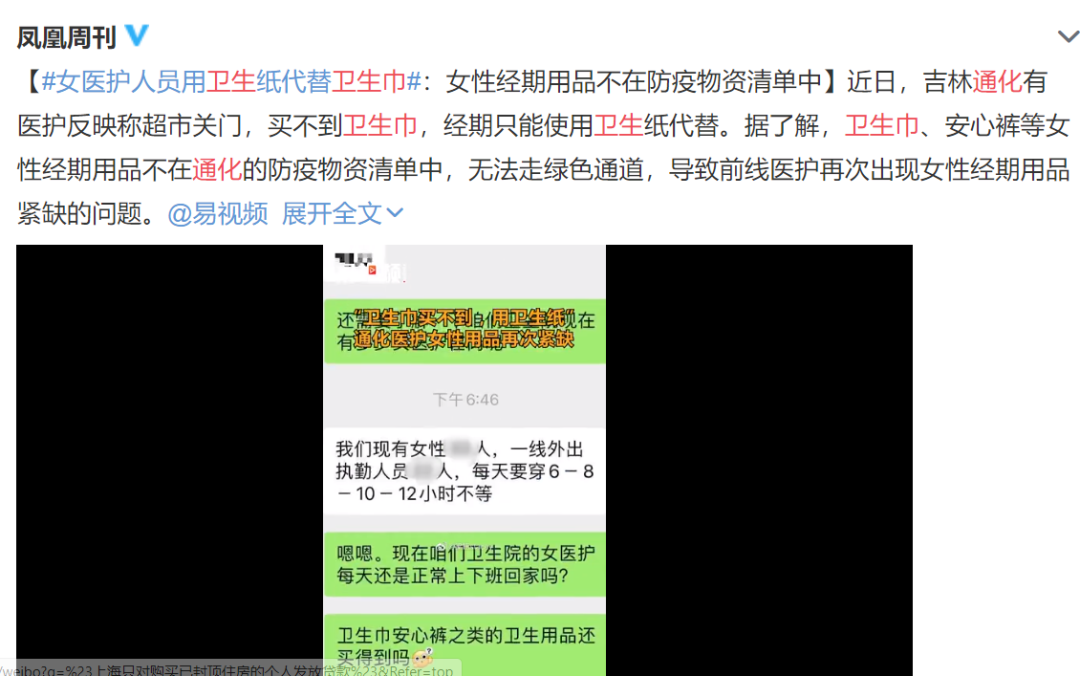 凤凰周刊
【#女医护人员用卫生纸代替卫生巾#：女性经期用品不在防疫物资清单中】近日，吉林通化有
医护反映称超市关门，买不到卫生巾，经期只能使用卫生纸代替。据了解，卫生巾、安心裤等女
性经期用品不在通化的防疫物资清单中，无法走绿色通道，导致前线医护再次出现女性经期用品
紧缺的问题。@易视频 展开全文
还
现在
“卫生巾买不到，用卫生纸”
有
通化医护女性用品再次紧缺
下午6:46
我们现有女性 人，一线外出
执勤人员 人，每天要穿6－8
－10－12小时不等
嗯嗯。现在咱们卫生院的女医护
每天还是正常上下班回家吗？
卫生巾安心裤之类的卫生用品还
买得到吗
/weibo?q=%23上海只对购买已封顶住房的个人发放贷款%23&Refer=top